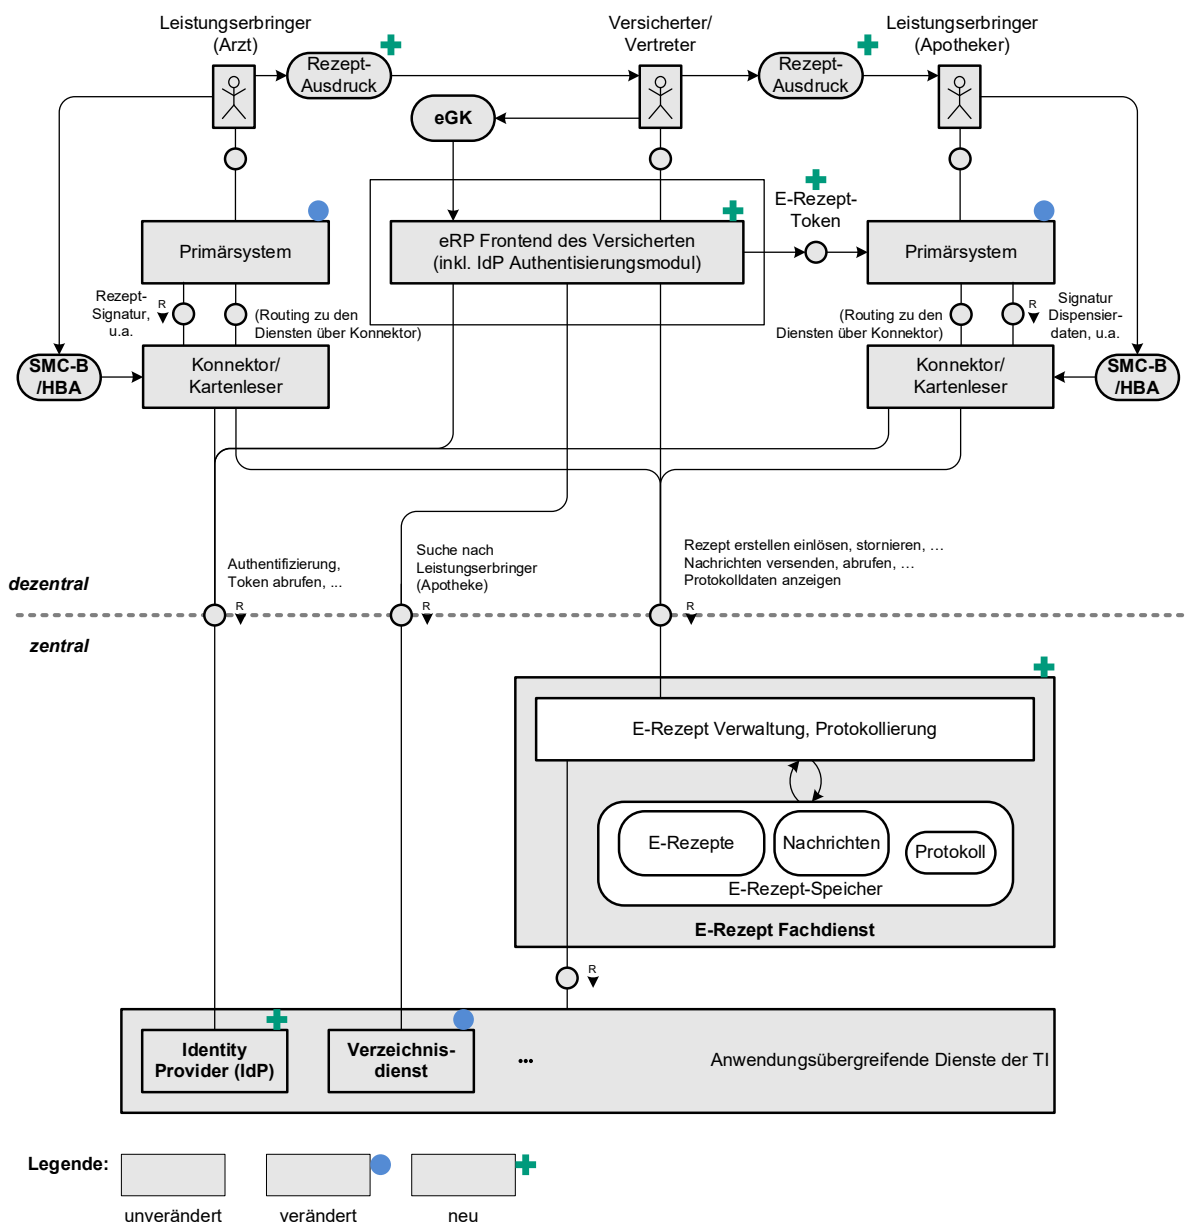 Leistungserbringer
(Arzt)
Versicherter/
Vertreter
Leistungserbringer
(Apotheker)
Rezept-
Ausdruck
Rezept-
Ausdruck
eGK
E-Rezept-
Token
Primärsystem
eRP Frontend des Versicherten
(inkl. IdP Authentisierungsmodul)
Primärsystem
Rezept-
Signatur,
u.a.
R
(Routing zu den
Diensten über Konnektor)
(Routing zu den
Diensten über Konnektor)
R
Signatur
Dispensier-
daten, u.a.
SMC-B
/HBA
Konnektor/
Kartenleser
Konnektor/
Kartenleser
SMC-B
/HBA
Authentifizierung,
Token abrufen, ...
Suche nach
Leistungserbringer
(Apotheke)
Rezept erstellen einlösen, stornieren, …
Nachrichten versenden, abrufen, …
Protokolldaten anzeigen
dezentral
R
R
R
zentral
E-Rezept Verwaltung, Protokollierung
E-Rezepte
Nachrichten
Protokoll
E-Rezept-Speicher
E-Rezept Fachdienst
R
Identity
Provider (IdP)
Verzeichnis-
dienst
...
Anwendungsübergreifende Dienste der TI
Legende:
unverändert
verändert
neu